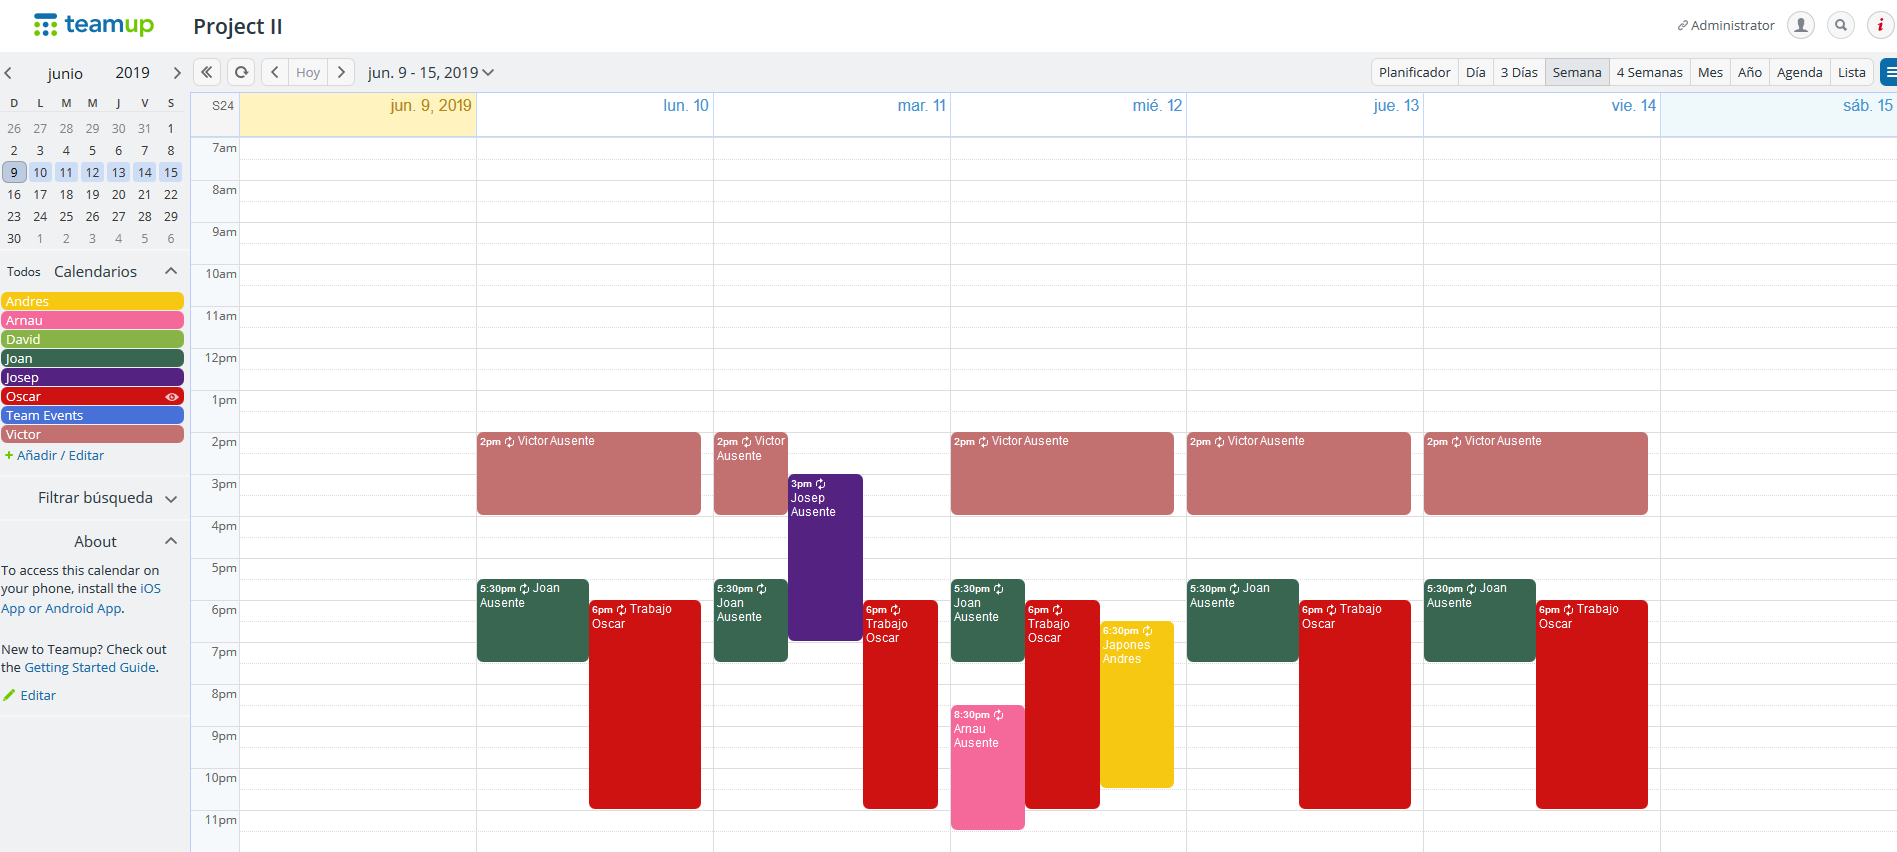 teamup
Project II
Administrator
junio 2019
Hoy
jun. 9 - 15, 2019
Planificador Día 3 Días Semana 4 Semanas Mes Año Agenda Lista
D L M M J V S
26 27 28 29 30 31 1
2 3 4 5 6 7 8
9 10 11 12 13 14 15
16 17 18 19 20 21 22
23 24 25 26 27 28 29
30 1 2 3 4 5 6
Todos Calendarios
Andres
Arnau
David
Joan
Josep
Oscar
Team Events
Victor
+ Añadir / Editar
Filtrar búsqueda
About
To access this calendar on
your phone, install the iOS
App or Android App.
New to Teamup? Check out
the Getting Started Guide.
Editar
S24 jun. 9, 2019 lun. 10 mar. 11 mié. 12 jue. 13 vie. 14 sáb. 15
7am
8am
9am
10am
11am
12pm
1pm
2pm
3pm
4pm
5pm
6pm
7pm
8pm
9pm
10pm
11pm
2pm Victor Ausente
5:30pm Joan
Ausente
6pm Trabajo
Oscar
2pm Victor
Ausente
3pm
Josep
Ausente
5:30pm
Joan
Ausente
6pm
Trabajo
Oscar
2pm Victor Ausente
5:30pm
Joan
Ausente
6pm
Trabajo
Oscar
6:30pm
Japones
Andres
8:30pm
Arnau
Ausente
2pm Victor Ausente
5:30pm Joan
Ausente
6pm Trabajo
Oscar
2pm Victor Ausente
5:30pm Joan
Ausente
6pm Trabajo
Oscar